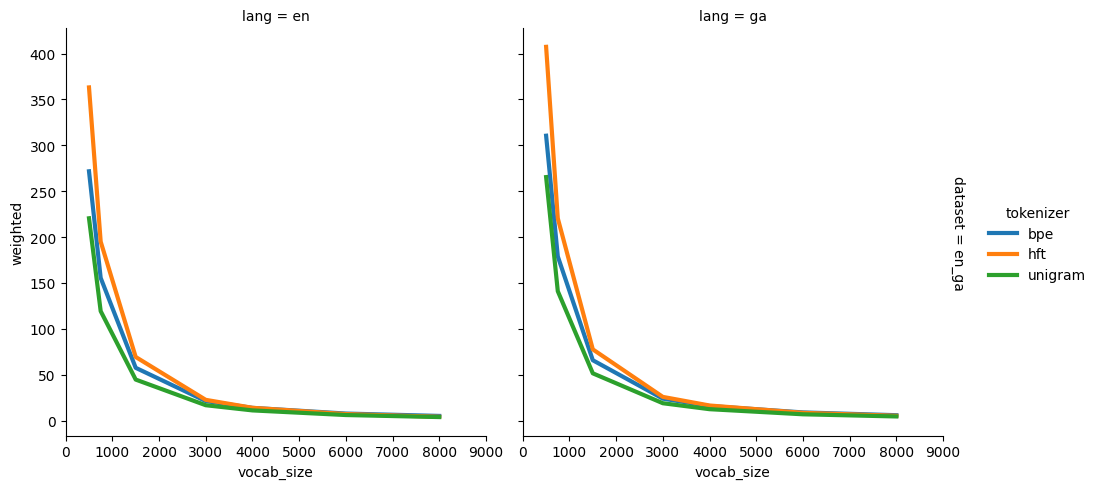 lang = en
lang = ga
400
350
300
250
200
150
100
50
0
weighted
0 1000 2000 3000 4000 5000 6000 7000 8000 9000
vocab_size
0 1000 2000 3000 4000 5000 6000 7000 8000 9000
vocab_size
dataset = en_ga
tokenizer
bpe
hft
unigram